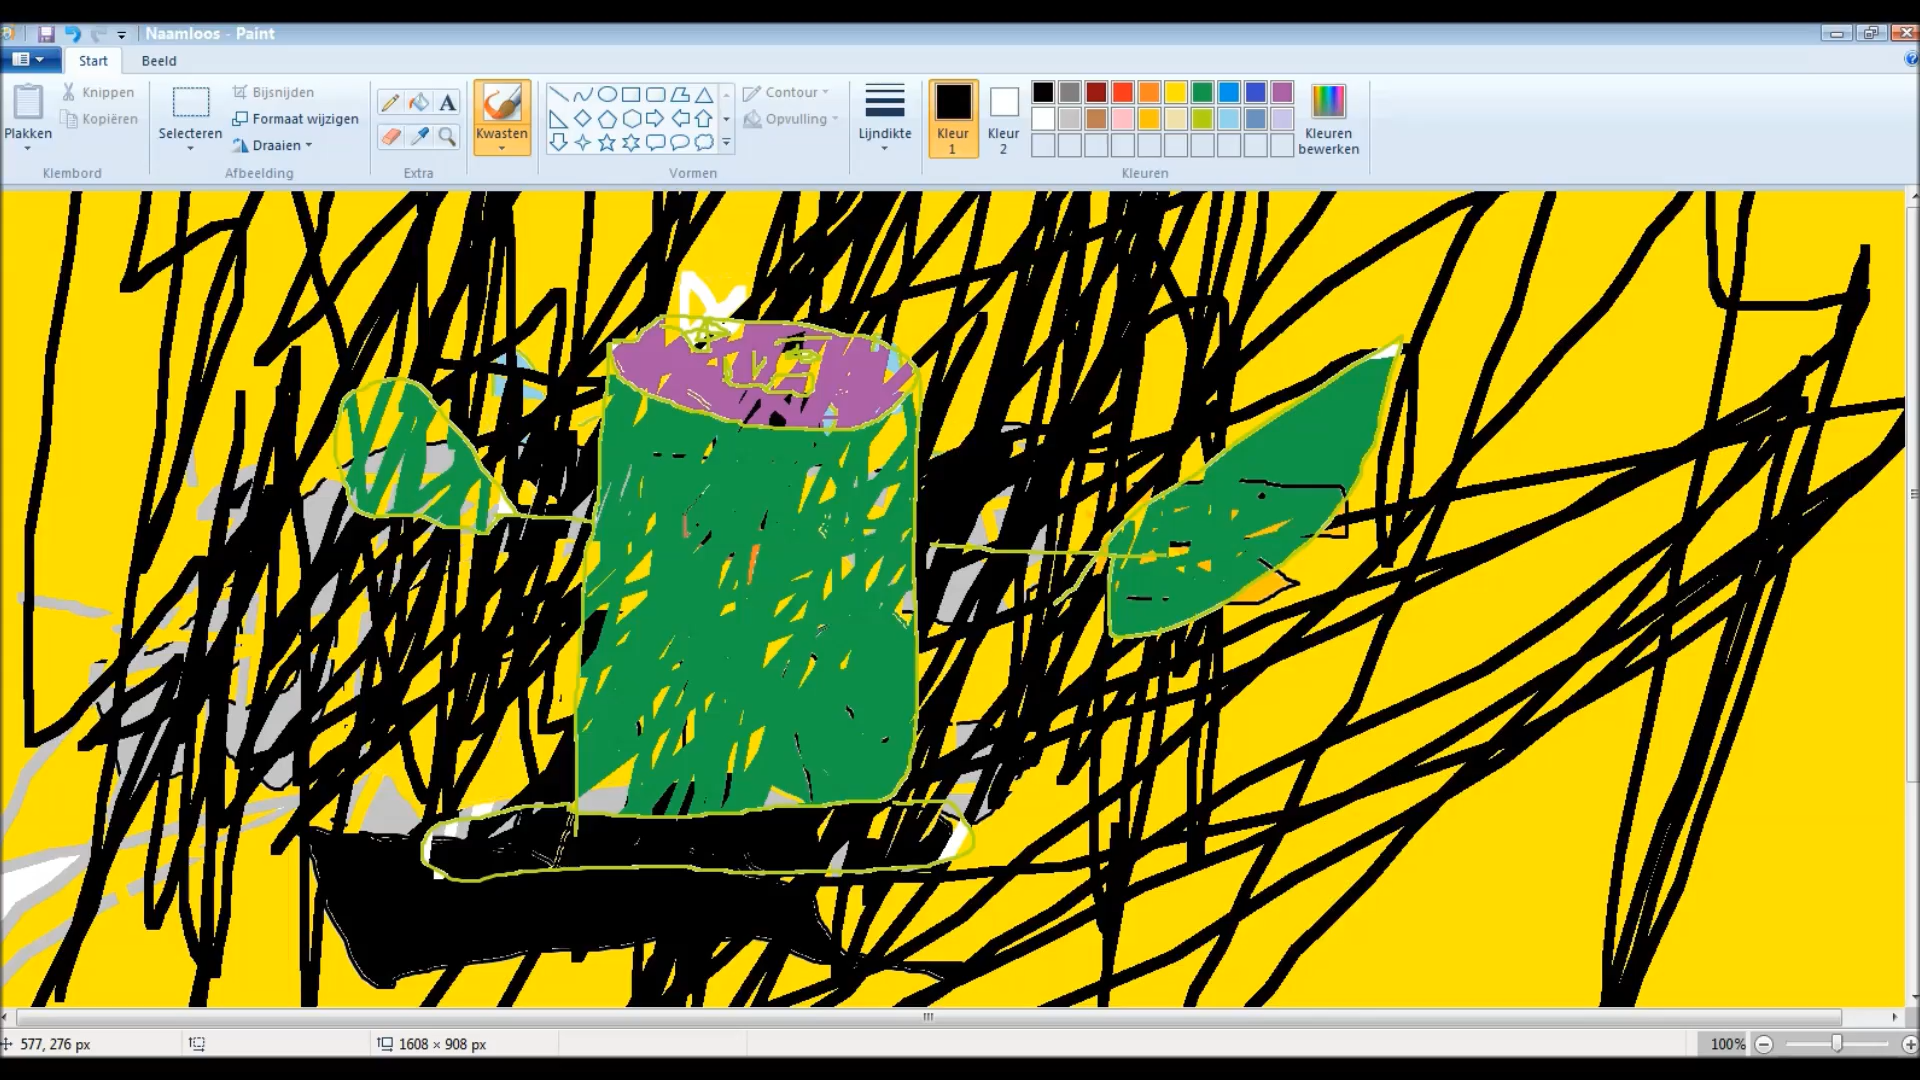 Naamloos - Paint
Start Beeld
Plakken
Knippen
Kopiëren
Klembord
Selecteren
Bijsnijden
Formaat wijzigen
Draaien
Afbeelding
A
Extra
Kwasten
Contour
Opvulling
Vormen
Lijndikte
Kleur
1
Kleur
2
Kleuren
bewerken
Kleuren
577, 276 px
1608 × 908 px
100%